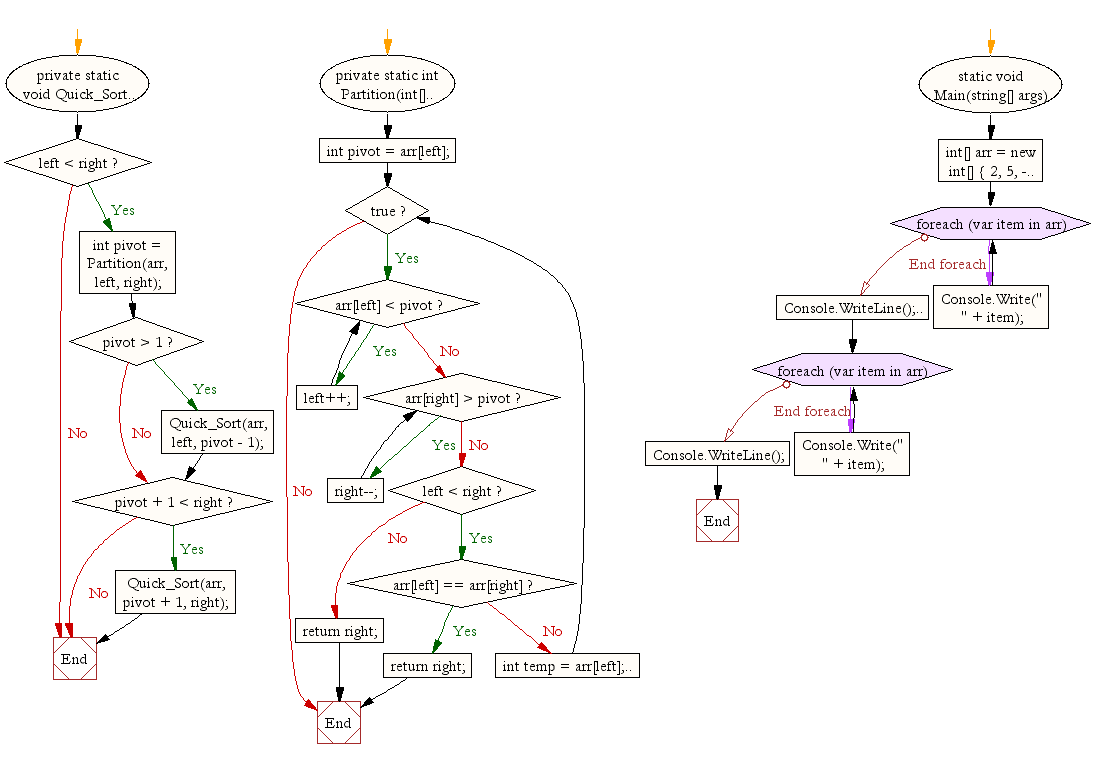 private static
void Quick_Sort..
left < right ?
Yes
int pivot =
Partition(arr,
left, right);
pivot > 1 ?
Yes
Quick_Sort(arr,
left, pivot - 1);
No
No
pivot + 1 < right ?
Yes
Quick_Sort(arr,
pivot + 1, right);
No
End
private static int
Partition(int[]..
int pivot = arr[left];
true ?
Yes
arr[left] < pivot ?
Yes
No
left++;
arr[right] > pivot ?
Yes
No
right--;
left < right ?
No
No
Yes
arr[left] == arr[right] ?
return right;
Yes
No
return right;
int temp = arr[left];..
End
static void
Main(string[] args)
int[] arr = new
int[] { 2, 5, -..
foreach (var item in arr)
End foreach
Console.Write("
" + item);
Console.WriteLine();..
foreach (var item in arr)
End foreach
Console.Write("
" + item);
Console.WriteLine();
End